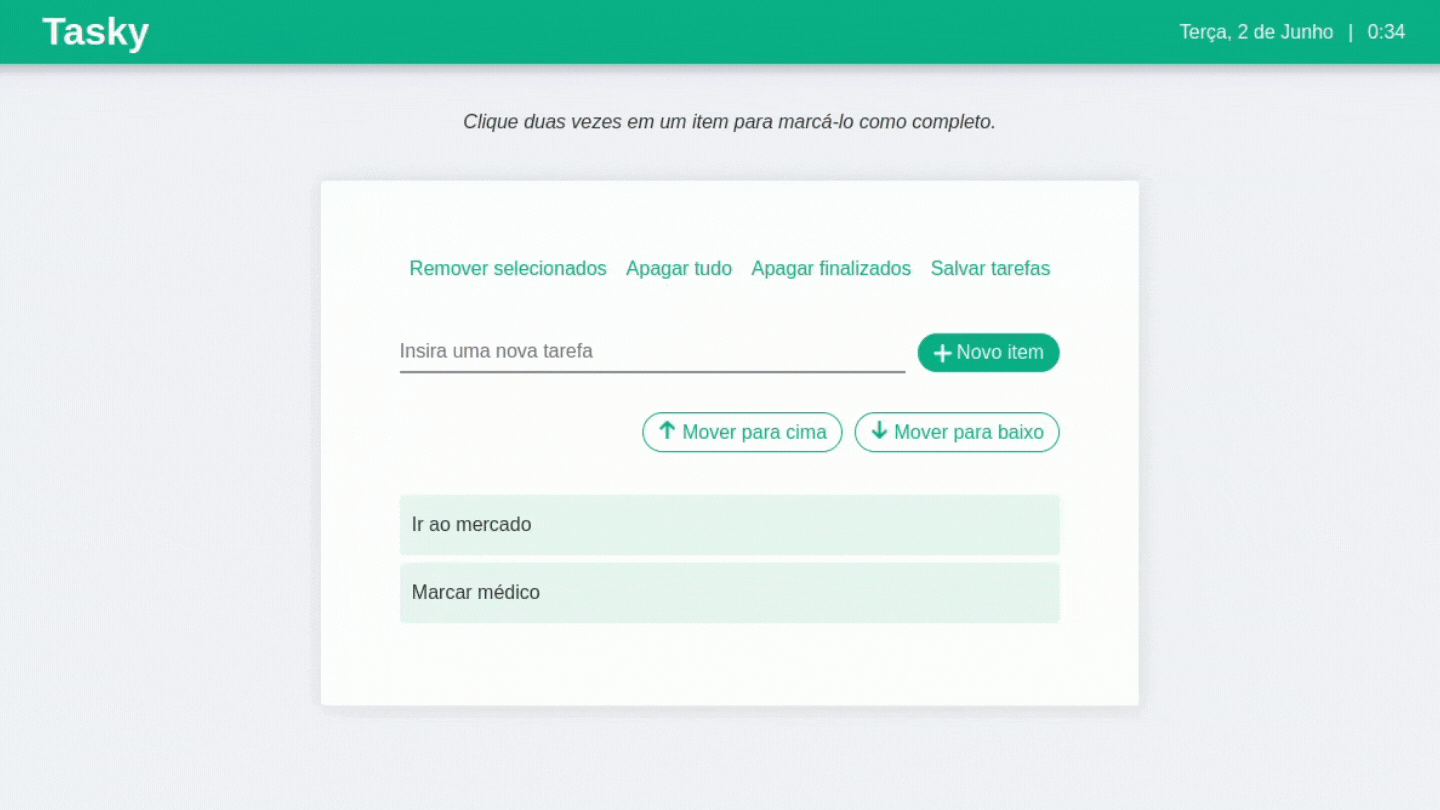 Tasky
Terça, 2 de Junho | 0:34
Clique duas vezes em um item para marcá-lo como completo.
Remover selecionados Apagar tudo Apagar finalizados Salvar tarefas
Insira uma nova tarefa
Novo item
Mover para cima Mover para baixo
Ir ao mercado
Marcar médico